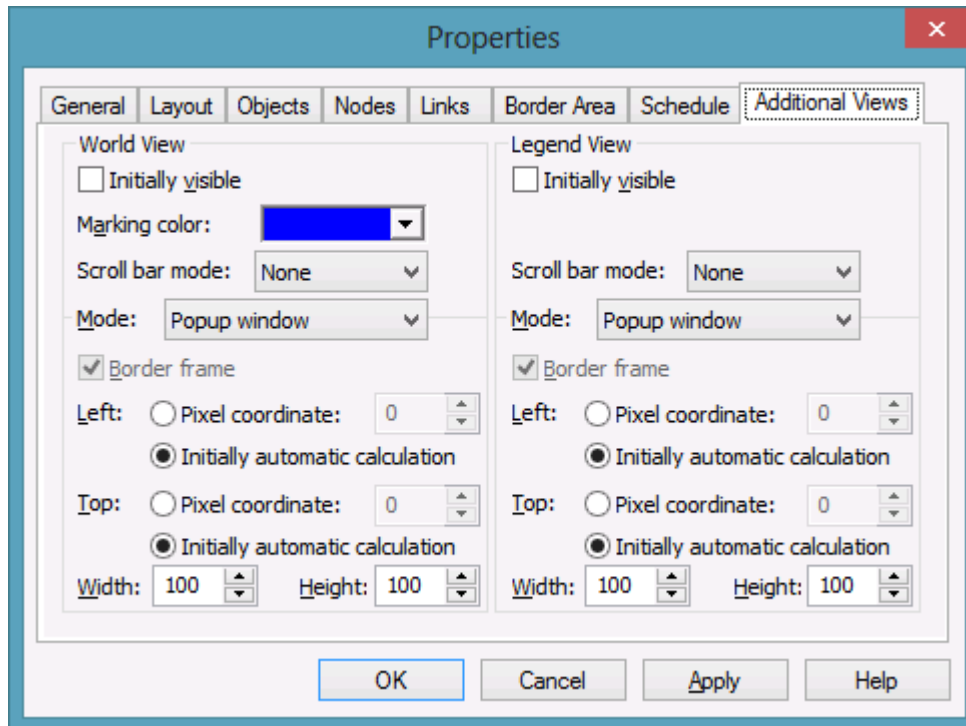 Properties
General Layout Objects Nodes Links Border Area Schedule Additional Views
World View
Initially visible
Marking color:
Scroll bar mode: None
Mode: Popup window
Border frame
Left: Pixel coordinate: 0
Initially automatic calculation
Top: Pixel coordinate: 0
Initially automatic calculation
Width: 100 Height: 100
Legend View
Initially visible
Scroll bar mode: None
Mode: Popup window
Border frame
Left: Pixel coordinate: 0
Initially automatic calculation
Top: Pixel coordinate: 0
Initially automatic calculation
Width: 100 Height: 100
OK Cancel Apply Help